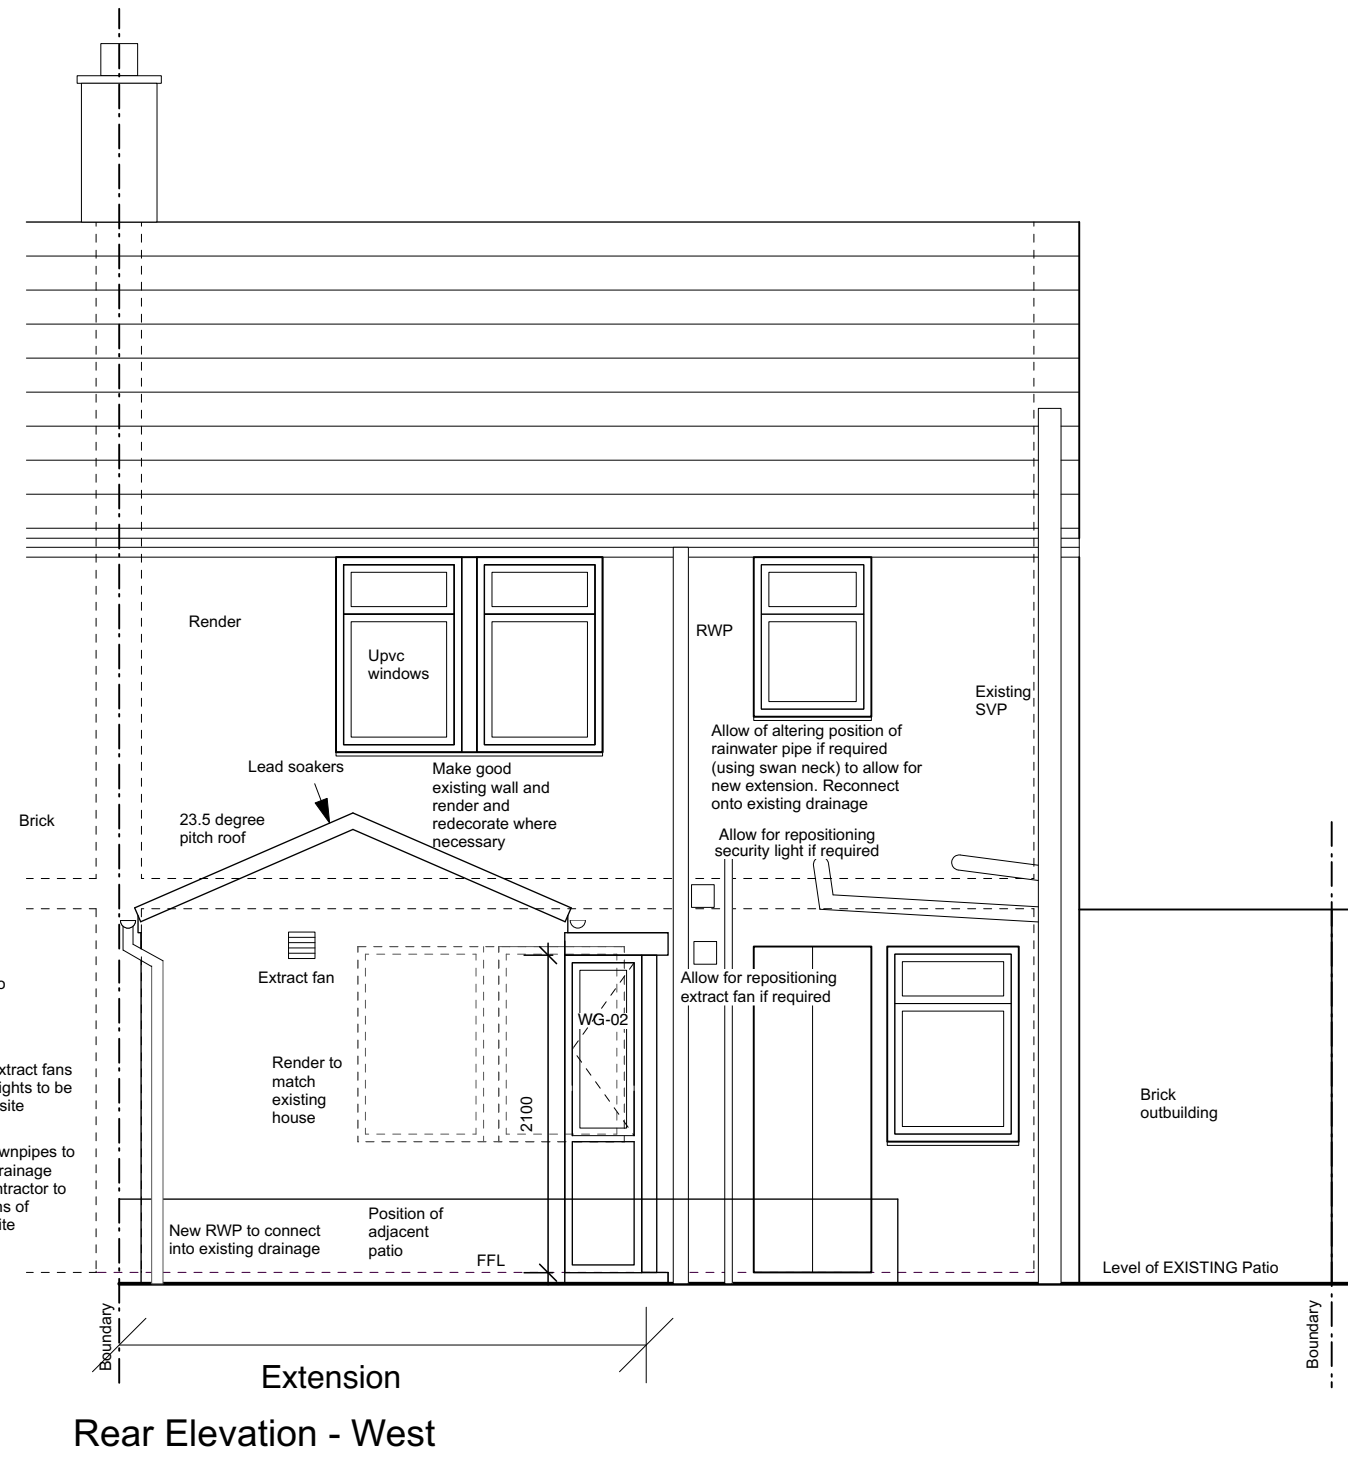 Render
Upvc
windows
RWP
Existing
SVP
Allow of altering position of
rainwater pipe if required
(using swan neck) to allow for
new extension. Reconnect
onto existing drainage
Lead soakers
Make good
existing wall and
render and
redecorate where
necessary
Brick
23.5 degree
pitch roof
Allow for repositioning
security light if required
Extract fan
Allow for repositioning
extract fan if required
WG-02
Render to
match
existing
house
2100
xtract fans
ights to be
site
wnpipes to
rainage
ntractor to
ns of
ite
Brick
outbuilding
New RWP to connect
into existing drainage
Position of
adjacent
patio
FFL
Level of EXISTING Patio
Boundary
Boundary
Extension
Rear Elevation - West